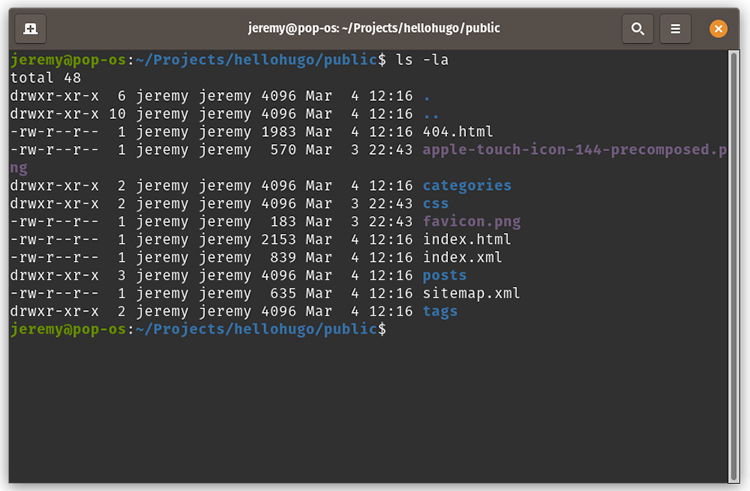 jeremy@pop-os: ~/Projects/hellohugo/public
jeremy@pop-os:~/Projects/hellohugo/public$ ls -la
total 48
drwxr-xr-x  6 jeremy jeremy 4096 Mar  4 12:16 .
drwxr-xr-x 10 jeremy jeremy 4096 Mar  4 12:16 ..
-rw-r--r--  1 jeremy jeremy 1983 Mar  4 12:16 404.html
-rw-r--r--  1 jeremy jeremy  570 Mar  3 22:43 apple-touch-icon-144-precomposed.p
ng
drwxr-xr-x  2 jeremy jeremy 4096 Mar  4 12:16 categories
drwxr-xr-x  2 jeremy jeremy 4096 Mar  3 22:43 css
-rw-r--r--  1 jeremy jeremy  183 Mar  3 22:43 favicon.png
-rw-r--r--  1 jeremy jeremy 2153 Mar  4 12:16 index.html
-rw-r--r--  1 jeremy jeremy  839 Mar  4 12:16 index.xml
drwxr-xr-x  3 jeremy jeremy 4096 Mar  4 12:16 posts
-rw-r--r--  1 jeremy jeremy  635 Mar  4 12:16 sitemap.xml
drwxr-xr-x  2 jeremy jeremy 4096 Mar  4 12:16 tags
jeremy@pop-os:~/Projects/hellohugo/public$